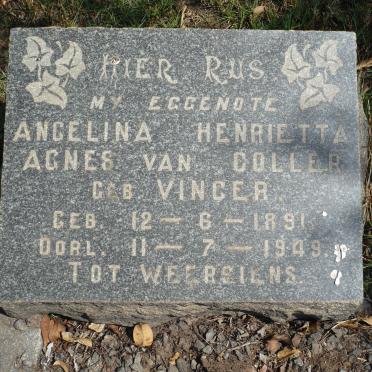 HIER RUS
MY EGGENOTE
ANGELINA HENRIETTA
AGNES VAN COLLER
GEB VINGER
GEB. 12 - 6 - 1891.
OORL. 11 - 7 - 1949.
TOT WEERSIENS